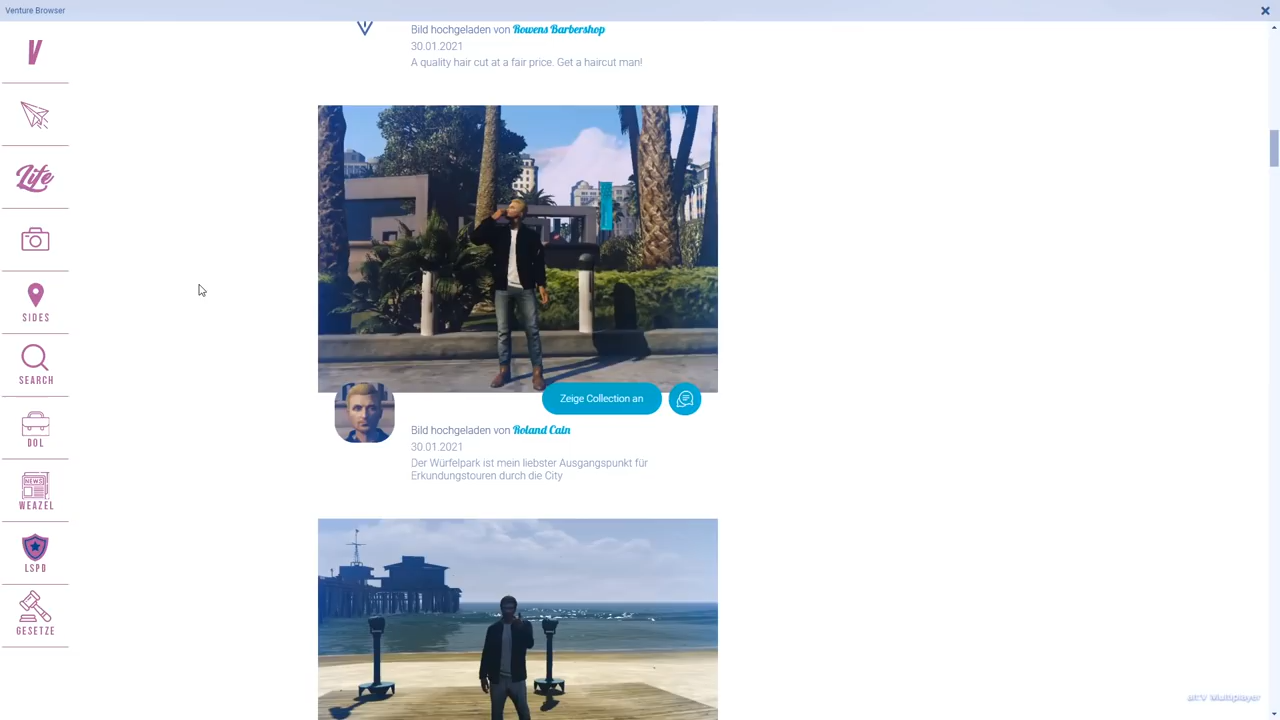 Venture Browser
V
Life
SIDES
SEARCH
DOL
NEWS
WEAZEL
LSPD
GESETZE
Bild hochgeladen von Rowens Barbershop
30.01.2021
A quality hair cut at a fair price. Get a haircut man!
Zeige Collection an
Bild hochgeladen von Roland Cain
30.01.2021
Der Würfelpark ist mein liebster Ausgangspunkt für
Erkundungstouren durch die City
alt:V Multiplayer